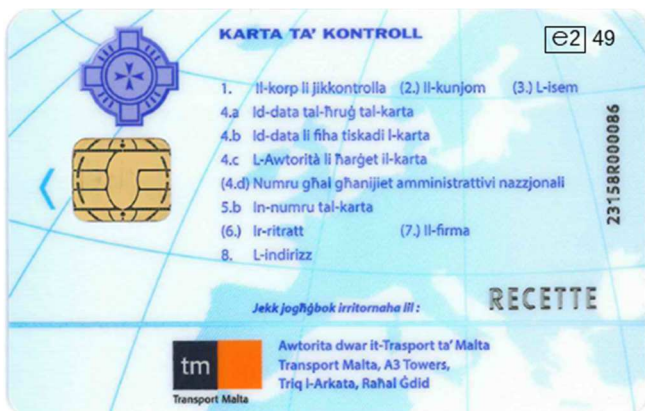 KARTA TA' KONTROLL
e2 49
1. Il-korp li jikkontrolla (2.) Il-kunjom (3.) L-isem
4.a Id-data tal-ħruġ tal-karta
4.b Id-data li fiha tiskadi l-karta
4.c L-Awtorità li ħarġet il-karta
(4.d) Numru għal għanijiet amministrattivi nazzjonali
5.b In-numru tal-karta
(6.) Ir-ritratt (7.) Il-firma
8. L-indirizz
23158R000086
Jekk jogħġbok irritornaha lil :
RECETTE
tm
Transport Malta
Awtorita dwar it-Trasport ta' Malta
Transport Malta, A3 Towers,
Triq l-Arkata, Raħal Ġdid